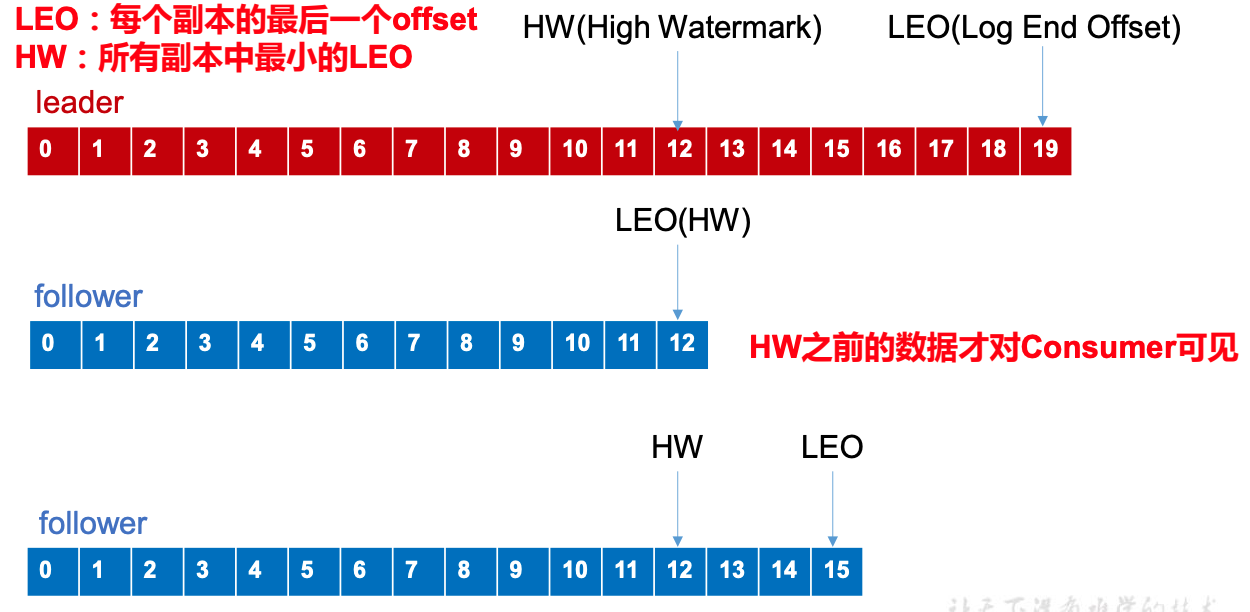 LEO：每个副本的最后一个offset
HW：所有副本中最小的LEO
HW(High Watermark)
LEO(Log End Offset)
leader
0 1 2 3 4 5 6 7 8 9 10 11 12 13 14 15 16 17 18 19
LEO(HW)
follower
0 1 2 3 4 5 6 7 8 9 10 11 12
HW之前的数据才对Consumer可见
HW
LEO
follower
0 1 2 3 4 5 6 7 8 9 10 11 12 13 14 15